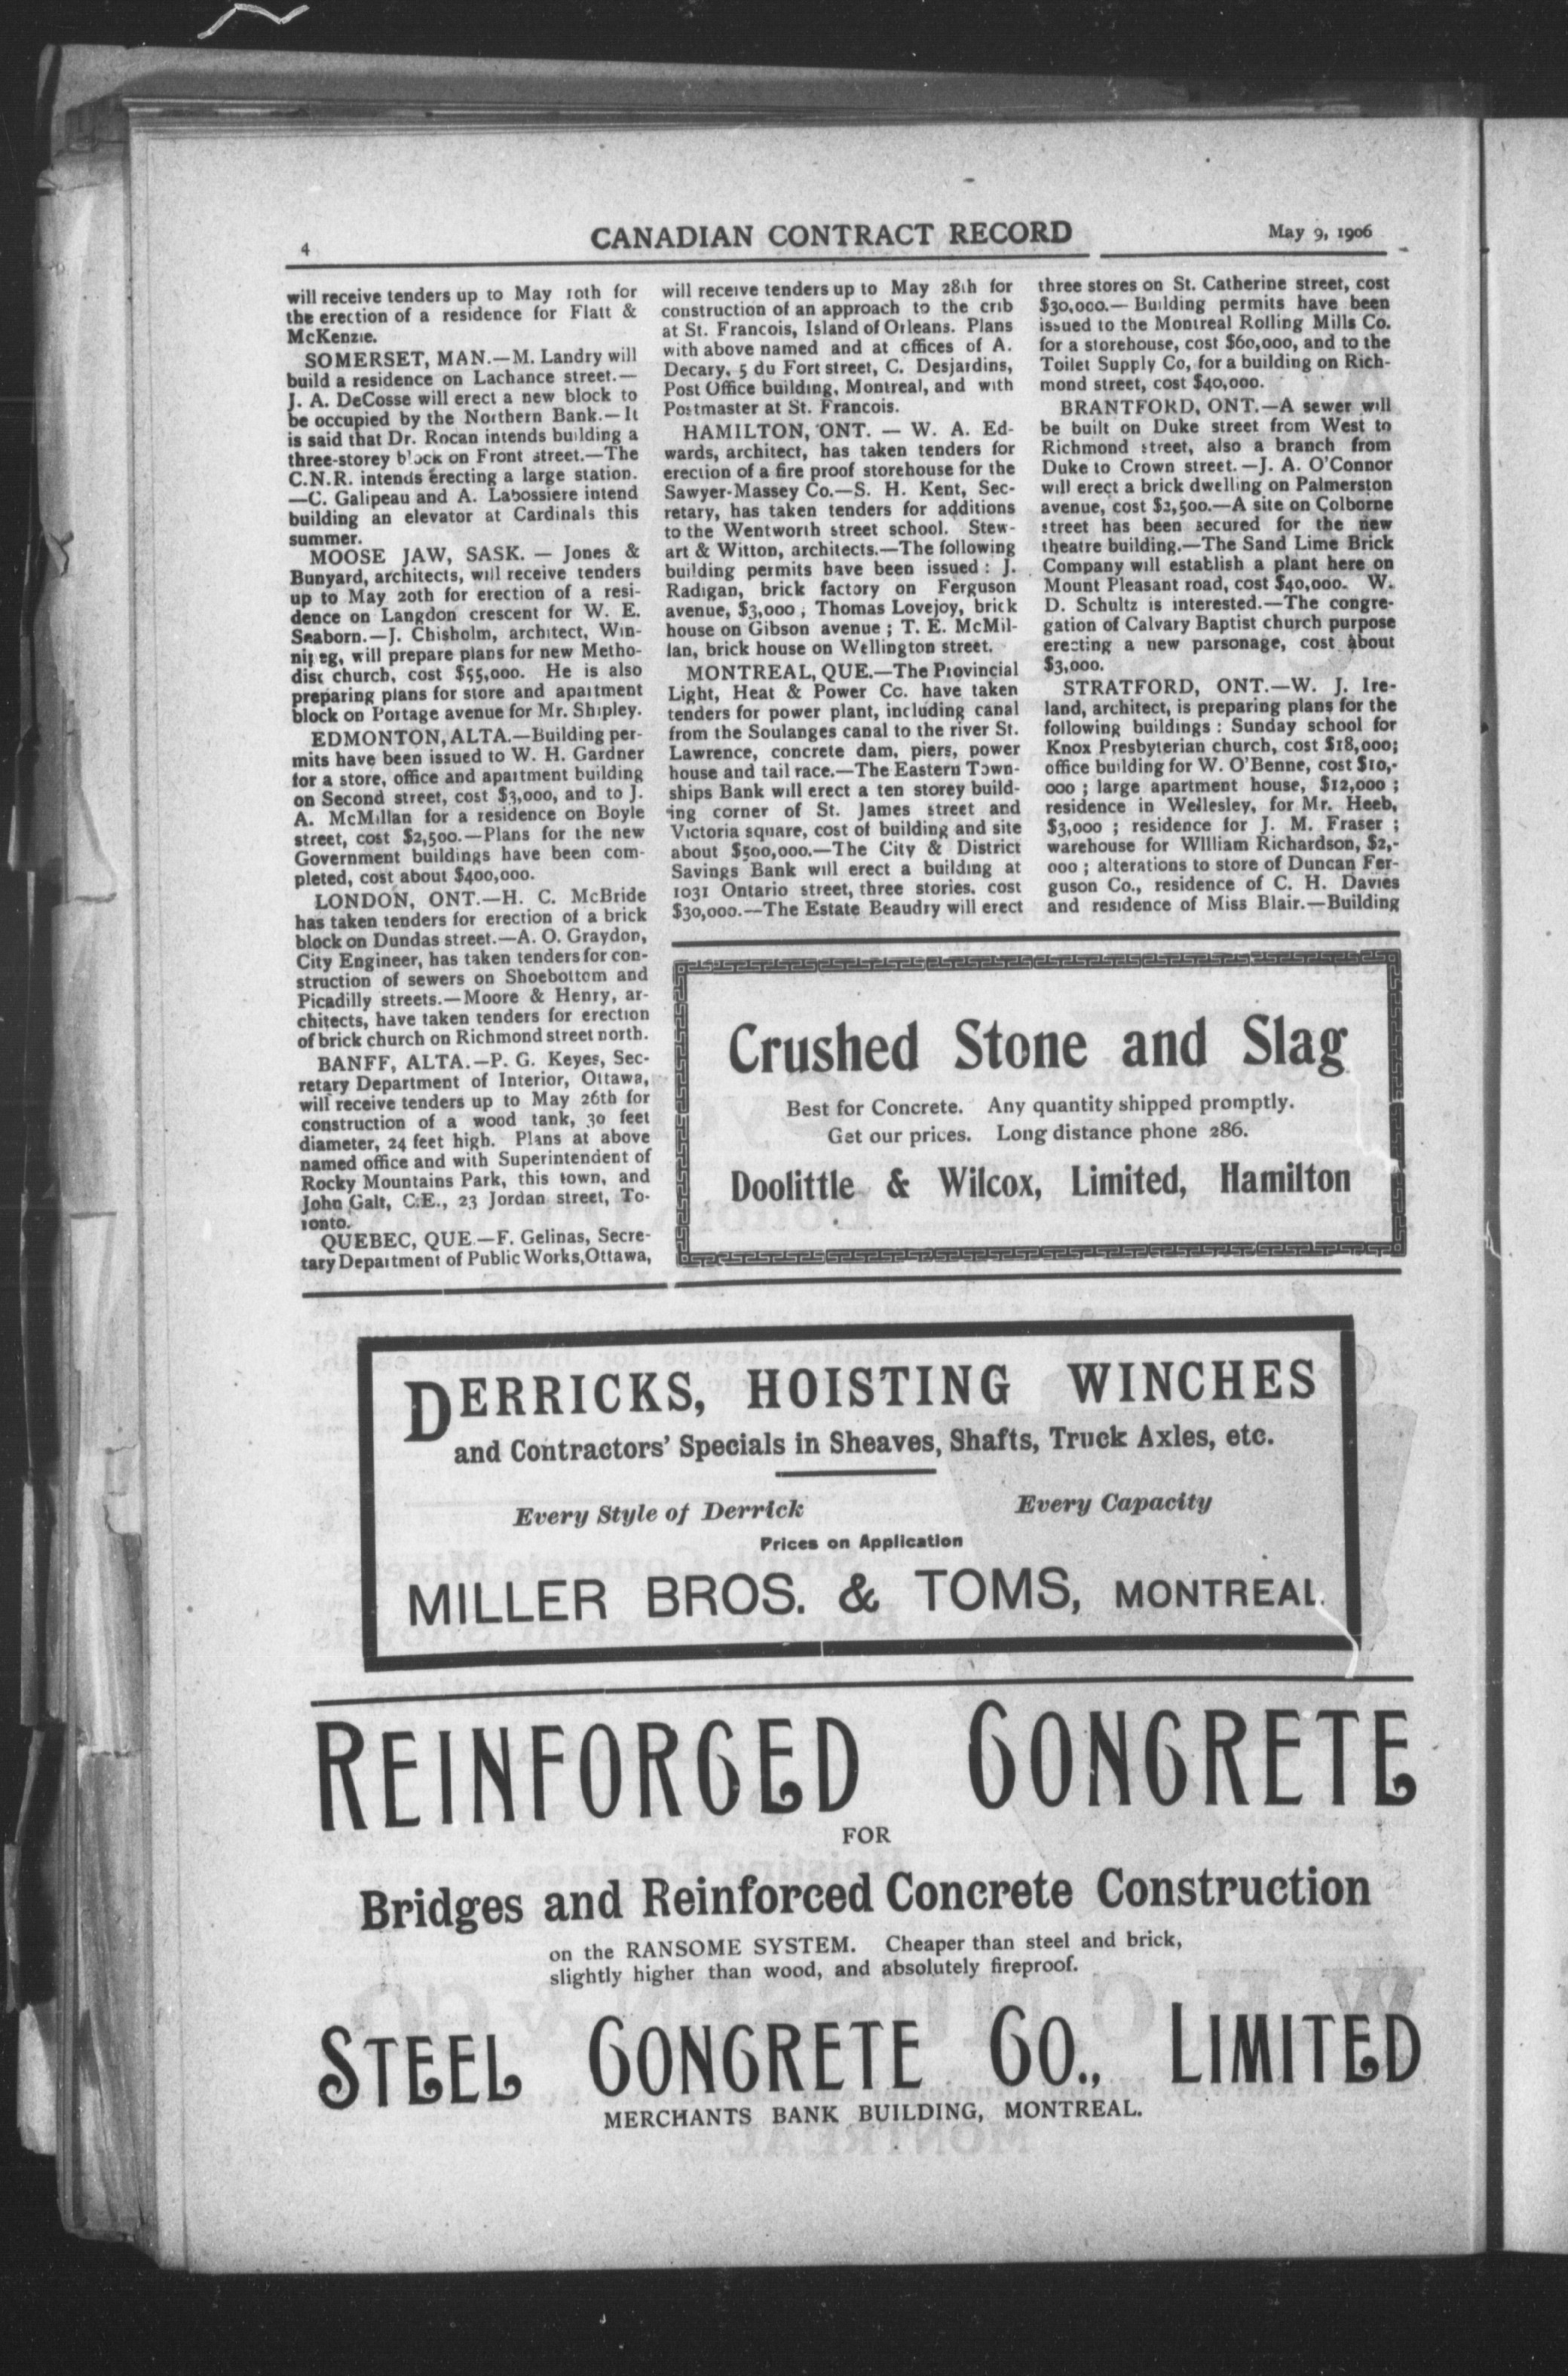 4
CANADIAN CONTRACT RECORD
May 9, 1906
will receive tenders up to May 10th for
the erection of a residence for Flatt &
McKenzie.
SOMERSET, MAN.—M. Landry will
build a residence on Lachance street.—
J. A. DeCosse will erect a new block to
be occupied by the Northern Bank.—It
is said that Dr. Rocan intends building a
three-storey block on Front street.—The
C.N.R. intends erecting a large station.
—C. Galipeau and A. Labossiere intend
building an elevator at Cardinals this
summer.
MOOSE JAW, SASK. — Jones &
Bunyard, architects, will receive tenders
up to May 20th for erection of a resi-
dence on Langdon crescent for W. E.
Seaborn.—J. Chisholm, architect, Win-
nipeg, will prepare plans for new Metho-
dist church, cost $55,000. He is also
preparing plans for store and apartment
block on Portage avenue for Mr. Shipley.
EDMONTON, ALTA.—Building per-
mits have been issued to W. H. Gardner
for a store, office and apartment building
on Second street, cost $3,000, and to J.
A. McMillan for a residence on Boyle
street, cost $2,500.—Plans for the new
Government buildings have been com-
pleted, cost about $400,000.
LONDON, ONT.—H. C. McBride
has taken tenders for erection of a brick
block on Dundas street.—A. O. Graydon,
City Engineer, has taken tenders for con-
struction of sewers on Shoebottom and
Picadilly streets.—Moore & Henry, ar-
chitects, have taken tenders for erection
of brick church on Richmond street north.
BANFF, ALTA.—P. G. Keyes, Sec-
retary Department of Interior, Ottawa,
will receive tenders up to May 26th for
construction of a wood tank, 30 feet
diameter, 24 feet high. Plans at above
named office and with Superintendent of
Rocky Mountains Park, this town, and
John Galt, C.E., 23 Jordan street, To-
ronto.
QUEBEC, QUE.—F. Gelinas, Secre-
tary Department of Public Works, Ottawa,
will receive tenders up to May 28th for
construction of an approach to the crib
at St. Francois, Island of Orleans. Plans
with above named and at offices of A.
Decary, 5 du Fort street, C. Desjardins,
Post Office building, Montreal, and with
Postmaster at St. Francois.
HAMILTON, ONT. — W. A. Ed-
wards, architect, has taken tenders for
erection of a fire proof storehouse for the
Sawyer-Massey Co.—S. H. Kent, Sec-
retary, has taken tenders for additions
to the Wentworth street school. Stew-
art & Witton, architects.—The following
building permits have been issued : J.
Radigan, brick factory on Ferguson
avenue, $3,000 ; Thomas Lovejoy, brick
house on Gibson avenue ; T. E. McMil-
lan, brick house on Wellington street.
MONTREAL, QUE.—The Provincial
Light, Heat & Power Co. have taken
tenders for power plant, including canal
from the Soulanges canal to the river St.
Lawrence, concrete dam, piers, power
house and tail race.—The Eastern Town-
ships Bank will erect a ten storey build-
ing corner of St. James street and
Victoria square, cost of building and site
about $500,000.—The City & District
Savings Bank will erect a building at
1031 Ontario street, three stories, cost
$30,000.—The Estate Beaudry will erect
three stores on St. Catherine street, cost
$30,000.— Building permits have been
issued to the Montreal Rolling Mills Co.
for a storehouse, cost $60,000, and to the
Toilet Supply Co, for a building on Rich-
mond street, cost $40,000.
BRANTFORD, ONT.—A sewer will
be built on Duke street from West to
Richmond street, also a branch from
Duke to Crown street.—J. A. O'Connor
will erect a brick dwelling on Palmerston
avenue, cost $2,500.—A site on Colborne
street has been secured for the new
theatre building.—The Sand Lime Brick
Company will establish a plant here on
Mount Pleasant road, cost $40,000. W.
D. Schultz is interested.—The congre-
gation of Calvary Baptist church purpose
erecting a new parsonage, cost about
$3,000.
STRATFORD, ONT.—W. J. Ire-
land, architect, is preparing plans for the
following buildings : Sunday school for
Knox Presbyterian church, cost $18,000;
office building for W. O'Benne, cost $10,-
000 ; large apartment house, $12,000 ;
residence in Wellesley, for Mr. Heeb,
$3,000 ; residence for J. M. Fraser ;
warehouse for WIlliam Richardson, $2,-
000 ; alterations to store of Duncan Fer-
guson Co., residence of C. H. Davies
and residence of Miss Blair.—Building
Crushed Stone and Slag
Best for Concrete. Any quantity shipped promptly.
Get our prices. Long distance phone 286.
Doolittle & Wilcox, Limited, Hamilton
DERRICKS, HOISTING WINCHES
and Contractors' Specials in Sheaves, Shafts, Truck Axles, etc.
Every Style of Derrick Every Capacity
Prices on Application
MILLER BROS. & TOMS, MONTREAL.
REINFORCED CONCRETE
FOR
Bridges and Reinforced Concrete Construction
on the RANSOME SYSTEM. Cheaper than steel and brick,
slightly higher than wood, and absolutely fireproof.
STEEL CONCRETE CO., LIMITED
MERCHANTS BANK BUILDING, MONTREAL.